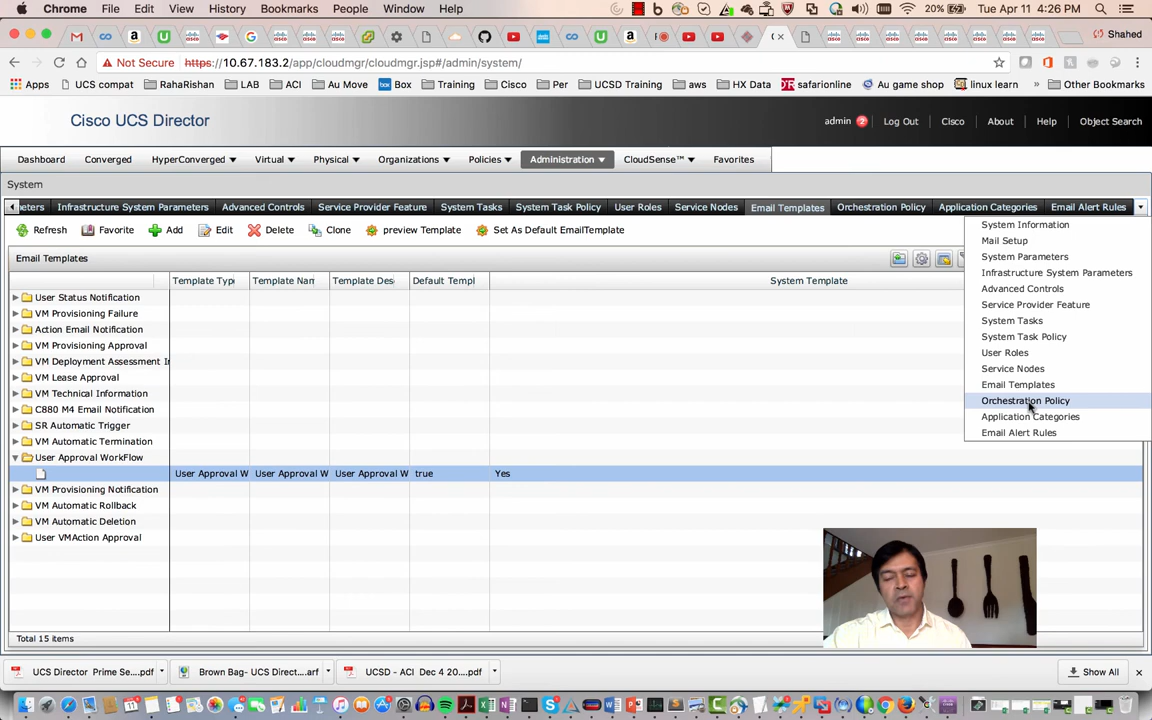 Chrome File Edit View History Bookmarks People Window Help 20% Tue Apr 11 4:26 PM
Shahed
Not Secure https://10.67.183.2/app/cloudmgr/cloudmgr.jsp#/admin/system/
Apps UCS compat RahaRishan LAB ACI Au Move Box Training Cisco Per UCSD Training aws HX Data safarionline Au game shop linux learn » Other Bookmarks
Cisco UCS Director admin 2 Log Out Cisco About Help Object Search
Dashboard Converged HyperConverged Virtual Physical Organizations Policies Administration CloudSense™ Favorites
System
meters Infrastructure System Parameters Advanced Controls Service Provider Feature System Tasks System Task Policy User Roles Service Nodes Email Templates Orchestration Policy Application Categories Email Alert Rules
Refresh Favorite Add Edit Delete Clone preview Template Set As Default EmailTemplate
Email Templates
Template Typ Template Nam Template Des Default Templ System Template
User Status Notification
VM Provisioning Failure
Action Email Notification
VM Provisioning Approval
VM Deployment Assessment In
VM Lease Approval
VM Technical Information
C880 M4 Email Notification
SR Automatic Trigger
VM Automatic Termination
User Approval WorkFlow
User Approval W User Approval W User Approval W true Yes
VM Provisioning Notification
VM Automatic Rollback
VM Automatic Deletion
User VMAction Approval
System Information
Mail Setup
System Parameters
Infrastructure System Parameters
Advanced Controls
Service Provider Feature
System Tasks
System Task Policy
User Roles
Service Nodes
Email Templates
Orchestration Policy
Application Categories
Email Alert Rules
Total 15 items
UCS Director Prime Se....pdf Brown Bag- UCS Direct....arf UCSD - ACI Dec 4 20....pdf Show All